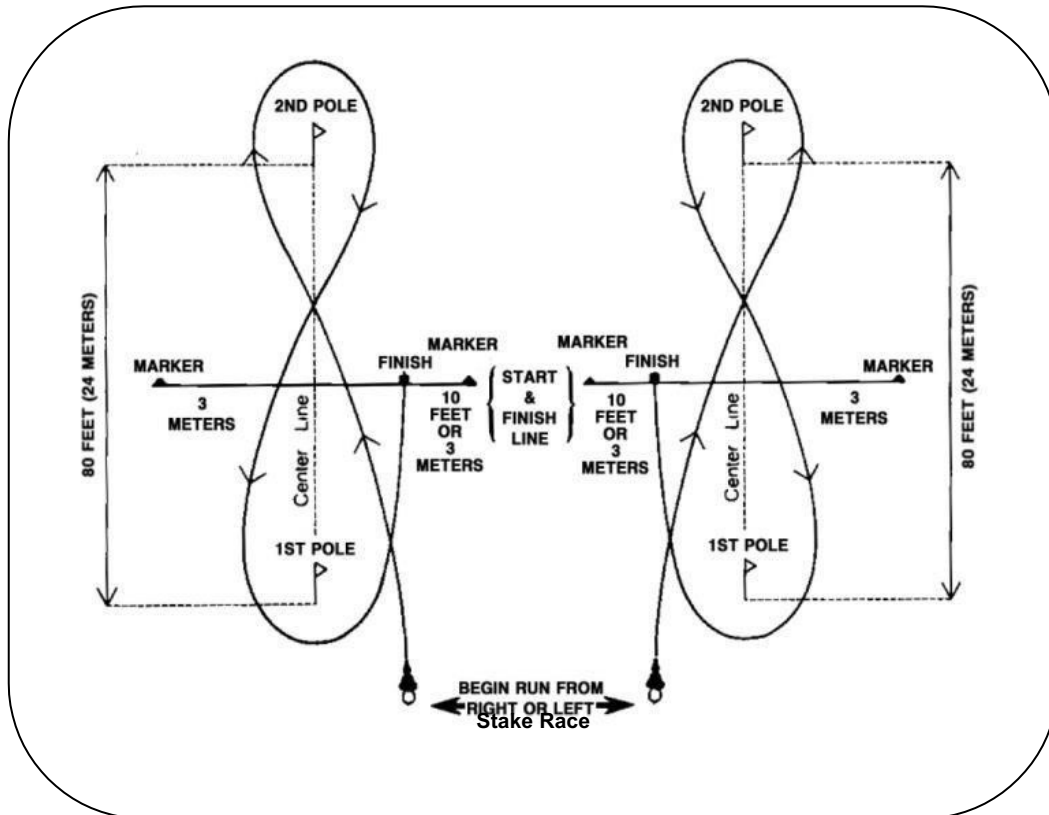 2ND POLE
2ND POLE
80 FEET (24 METERS)
80 FEET (24 METERS)
MARKER
3
METERS
FINISH
MARKER
10
FEET
OR
3
METERS
START
&
FINISH
LINE
MARKER
10
FEET
OR
3
METERS
FINISH
MARKER
3
METERS
Center Line
Center Line
1ST POLE
1ST POLE
BEGIN RUN FROM
RIGHT OR LEFT
Stake Race